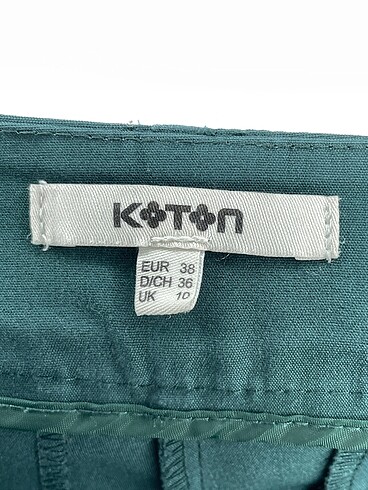 KOTON
EUR 38
D/CH 36
UK 10